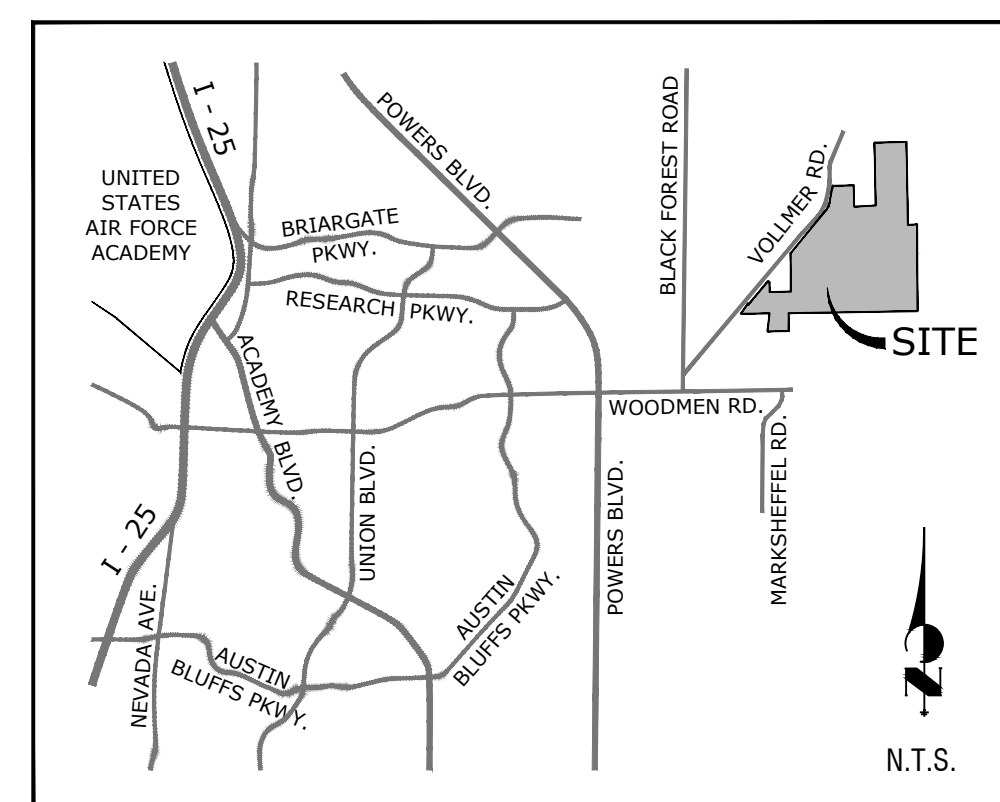 I - 25
POWERS BLVD.
BLACK FOREST ROAD
VOLLMER RD.
UNITED
STATES
AIR FORCE
ACADEMY
BRIARGATE
PKWY.
RESEARCH PKWY.
SITE
ACADEMY BLVD.
WOODMEN RD.
UNION BLVD.
MARKSHEFFEL RD.
POWERS BLVD.
I - 25
NEVADA AVE.
AUSTIN
BLUFFS PKWY.
AUSTIN
BLUFFS PKWY.
N
N.T.S.